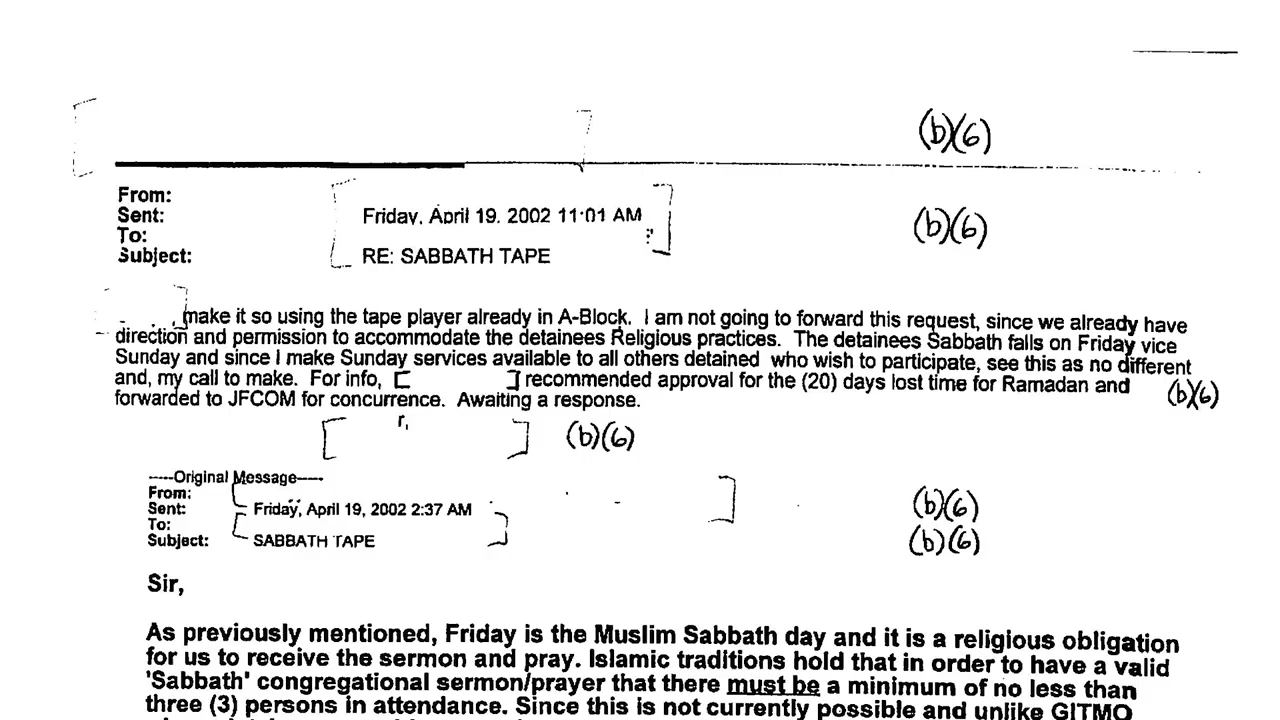 (b)(6)
From:
Sent: Friday, April 19, 2002 11:01 AM (b)(6)
To:
Subject: RE: SABBATH TAPE
make it so using the tape player already in A-Block. I am not going to forward this request, since we already have
direction and permission to accommodate the detainees Religious practices. The detainees Sabbath falls on Friday vice
Sunday and since I make Sunday services available to all others detained who wish to participate, see this as no different
and, my call to make. For info, [ ] recommended approval for the (20) days lost time for Ramadan and (b)(6)
forwarded to JFCOM for concurrence. Awaiting a response.
(b)(6)
-----Original Message-----
From:
Sent: Friday, April 19, 2002 2:37 AM (b)(6)
To:
Subject: SABBATH TAPE (b)(6)
Sir,
As previously mentioned, Friday is the Muslim Sabbath day and it is a religious obligation
for us to receive the sermon and pray. Islamic traditions hold that in order to have a valid
'Sabbath' congregational sermon/prayer that there must be a minimum of no less than
three (3) persons in attendance. Since this is not currently possible and unlike GITMO